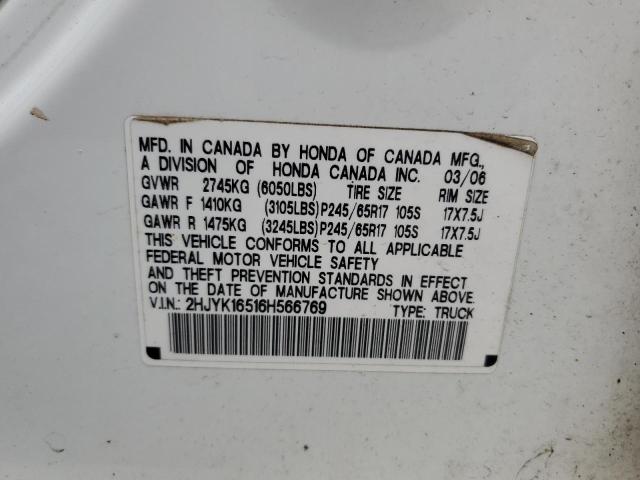 MFD. IN CANADA BY HONDA OF CANADA MFG.,
A DIVISION OF HONDA CANADA INC. 03/06
GVWR 2745KG (6050LBS) TIRE SIZE RIM SIZE
GAWR F 1410KG (3105LBS) P245/65R17 105S 17X7.5J
GAWR R 1475KG (3245LBS) P245/65R17 105S 17X7.5J
THIS VEHICLE CONFORMS TO ALL APPLICABLE
FEDERAL MOTOR VEHICLE SAFETY
AND THEFT PREVENTION STANDARDS IN EFFECT
ON THE DATE OF MANUFACTURE SHOWN ABOVE.
V.I.N.: 2HJYK16516H566769 TYPE: TRUCK